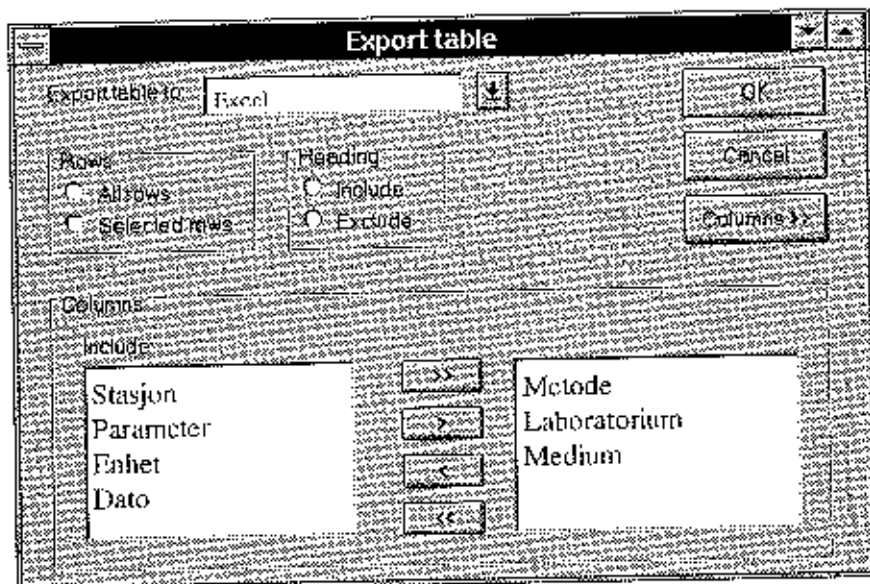 Export table
Export table to:
Excel
OK
Rows
All rows
Selected rows
Heading
Include
Exclude
Cancel
Columns >>
Columns
Include
Stasjon
Parameter
Enhet
Dato
>>
>
<
<<
Metode
Laboratorium
Medium